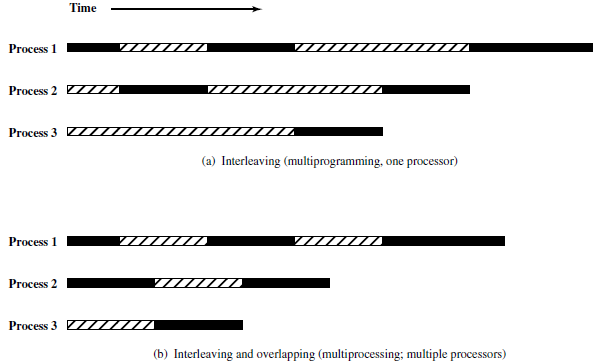 Time
Process 1
Process 2
Process 3
(a) Interleaving (multiprogramming, one processor)
Process 1
Process 2
Process 3
(b) Interleaving and overlapping (multiprocessing; multiple processors)